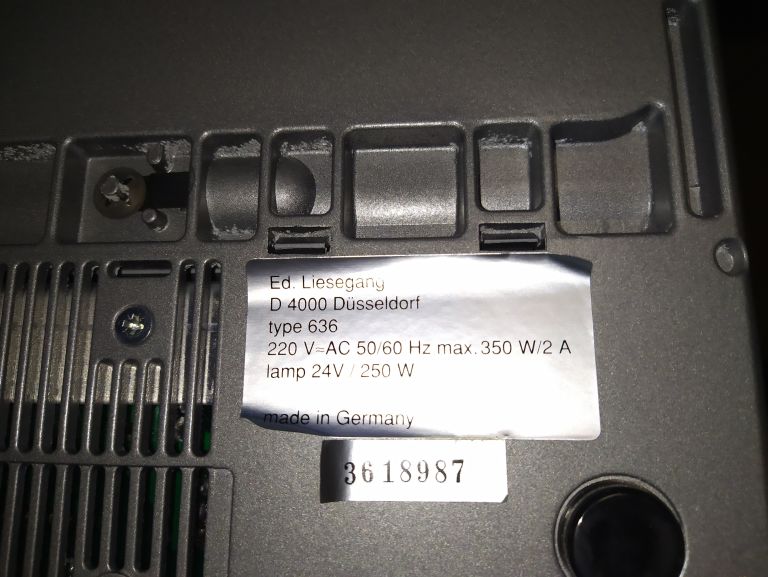 Ed. Liesegang
D 4000 Düsseldorf
type 636
220 V≂AC 50/60 Hz max. 350 W/2 A
lamp 24V / 250 W
made in Germany
3618987